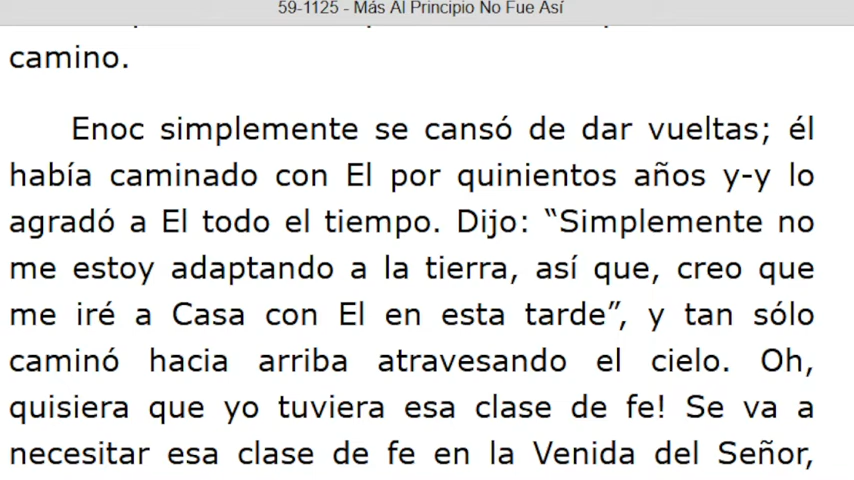 59-1125 - Más Al Principio No Fue Así
camino.
Enoc simplemente se cansó de dar vueltas; él
había caminado con El por quinientos años y-y lo
agradó a El todo el tiempo. Dijo: “Simplemente no
me estoy adaptando a la tierra, así que, creo que
me iré a Casa con El en esta tarde”, y tan sólo
caminó hacia arriba atravesando el cielo. Oh,
quisiera que yo tuviera esa clase de fe! Se va a
necesitar esa clase de fe en la Venida del Señor,